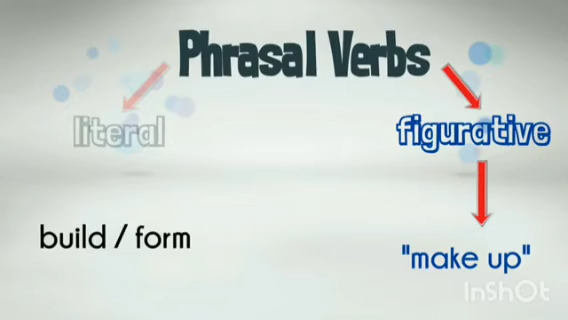 Phrasal Verbs
literal
figurative
build / form
"make up"
InShOt